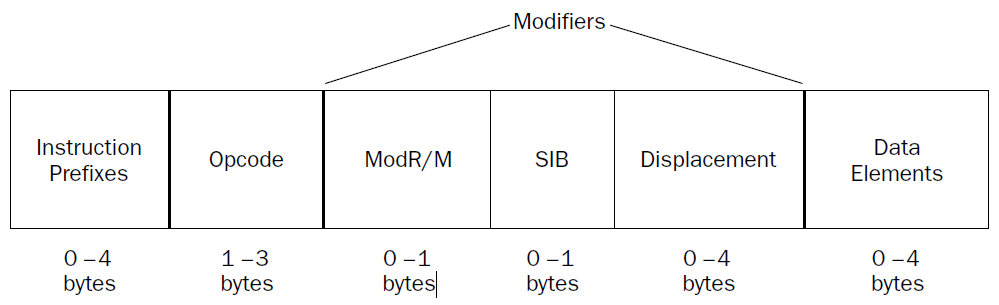 Modifiers
Instruction
Prefixes
Opcode
ModR/M
SIB
Displacement
Data
Elements
0–4
bytes
1–3
bytes
0–1
bytes
0–1
bytes
0–4
bytes
0–4
bytes